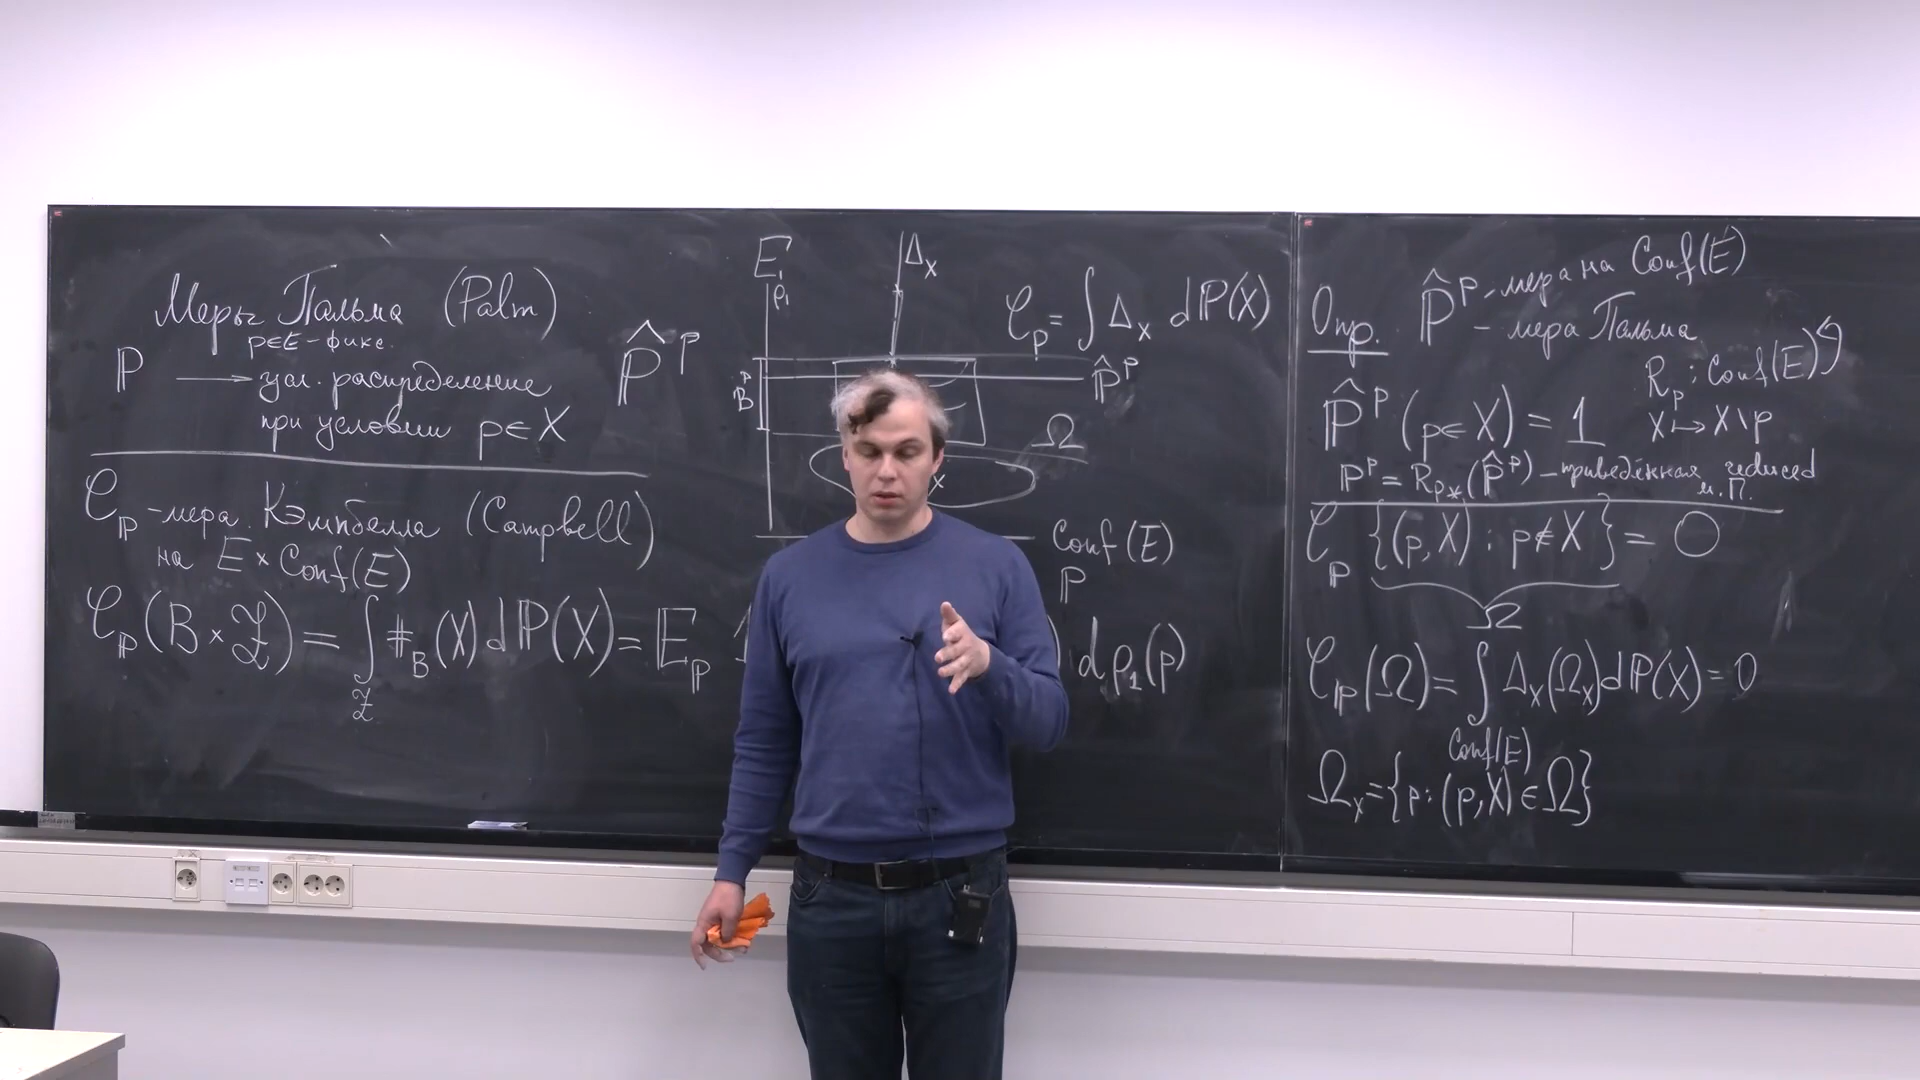 Меры Пальма (Palm)
p∈E - фикс.
ℙ ⟶ усл. распределение ℙ̂ᵖ
при условии p∈X
𝒞_ℙ - мера Кэмпбелла (Campbell)
на E × Conf(E)
𝒞_ℙ(B × 𝒵) = ∫_𝒵 #_B(X) dℙ(X) = 𝔼_ℙ
) dρ₁(p)
E
ρ₁
Δ_X
𝒞_ℙ = ∫ Δ_X dℙ(X)
p
B
ℙ̂ᵖ
Ω
X
Conf(E)
ℙ
Опр. ℙ̂ᵖ - мера на Conf(E)
- мера Пальма
R_p : Conf(E)
ℙ̂ᵖ(p∈X) = 1
X ↦ X \ p
ℙᵖ = R_{p*}(ℙ̂ᵖ) - приведённая reduced
м. П.
𝒞_ℙ {(p, X) : p∉X} = 0
Ω
𝒞_ℙ(Ω) = ∫ Δ_X(Ω_X) dℙ(X) = 0
Conf(E)
Ω_X = {p : (p, X) ∈ Ω}